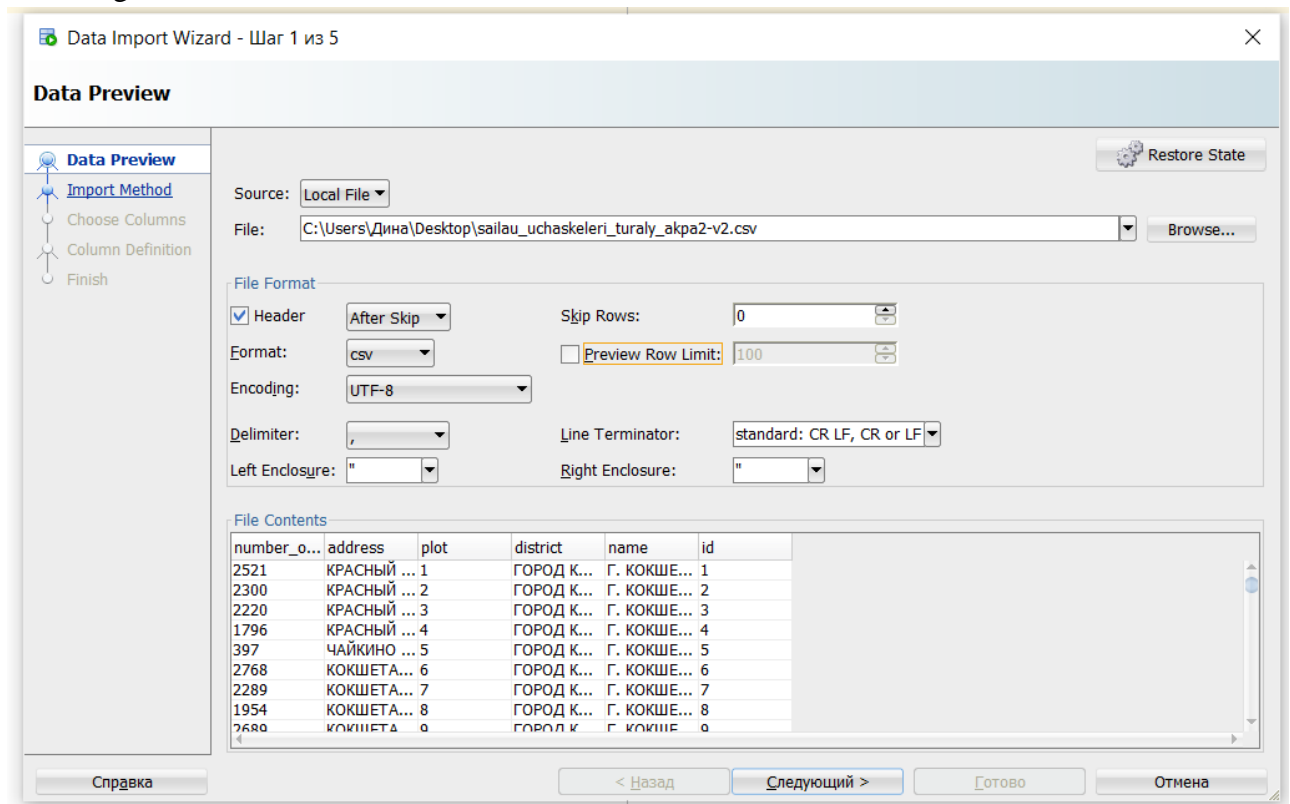 Data Import Wizard - Шаг 1 из 5
Data Preview
Restore State
Data Preview
Import Method
Choose Columns
Column Definition
Finish
Source: Local File
File: C:\Users\Дина\Desktop\sailau_uchaskeleri_turaly_akpa2-v2.csv Browse...
File Format
Header After Skip Skip Rows: 0
Format: csv Preview Row Limit: 100
Encoding: UTF-8
Delimiter: , Line Terminator: standard: CR LF, CR or LF
Left Enclosure: " Right Enclosure: "
File Contents
number_o... address plot district name id
2521 КРАСНЫЙ ... 1 ГОРОД К... Г. КОКШЕ... 1
2300 КРАСНЫЙ ... 2 ГОРОД К... Г. КОКШЕ... 2
2220 КРАСНЫЙ ... 3 ГОРОД К... Г. КОКШЕ... 3
1796 КРАСНЫЙ ... 4 ГОРОД К... Г. КОКШЕ... 4
397 ЧАЙКИНО ... 5 ГОРОД К... Г. КОКШЕ... 5
2768 КОКШЕТА... 6 ГОРОД К... Г. КОКШЕ... 6
2289 КОКШЕТА... 7 ГОРОД К... Г. КОКШЕ... 7
1954 КОКШЕТА... 8 ГОРОД К... Г. КОКШЕ... 8
2689 КОКШЕТА... 9 ГОРОД К... Г. КОКШЕ... 9
Справка < Назад Следующий > Готово Отмена